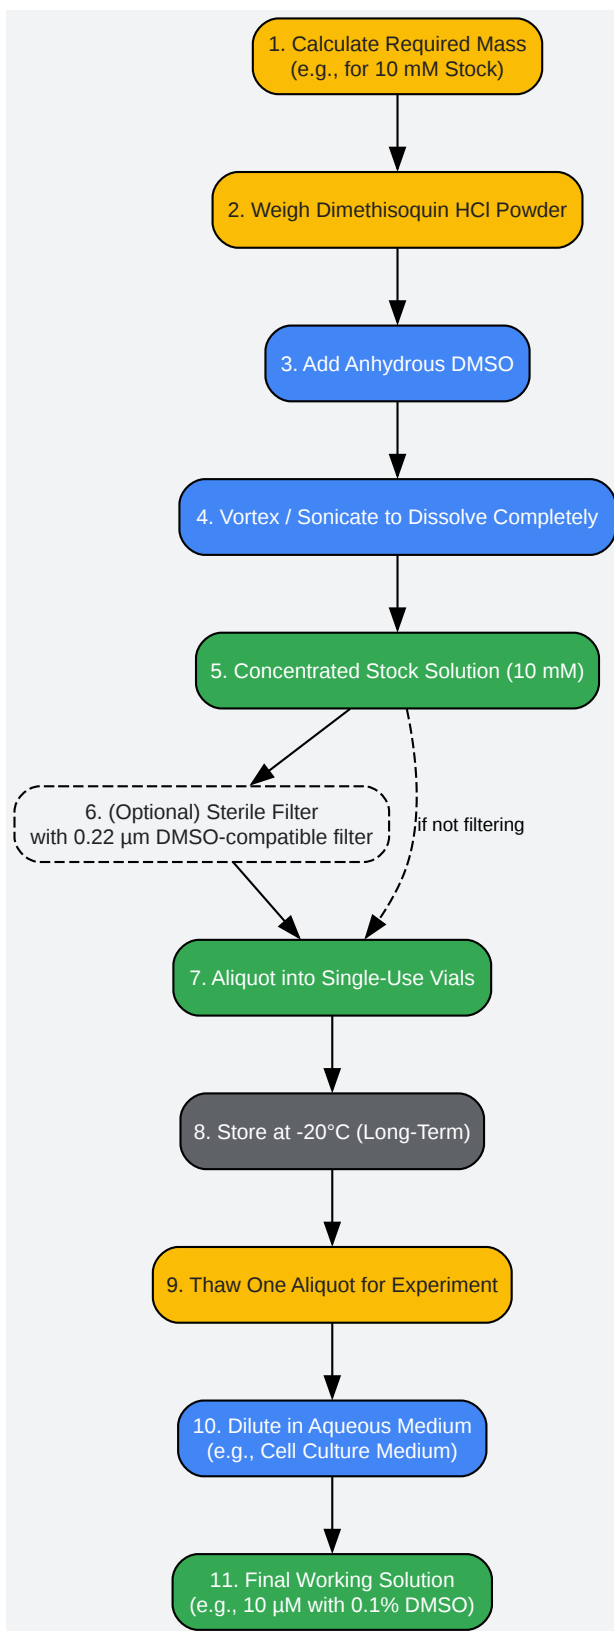 1. Calculate Required Mass
(e.g., for 10 mM Stock)
2. Weigh Dimethisoquin HCl Powder
3. Add Anhydrous DMSO
4. Vortex / Sonicate to Dissolve Completely
5. Concentrated Stock Solution (10 mM)
6. (Optional) Sterile Filter
with 0.22 µm DMSO-compatible filter
if not filtering
7. Aliquot into Single-Use Vials
8. Store at -20°C (Long-Term)
9. Thaw One Aliquot for Experiment
10. Dilute in Aqueous Medium
(e.g., Cell Culture Medium)
11. Final Working Solution
(e.g., 10 µM with 0.1% DMSO)